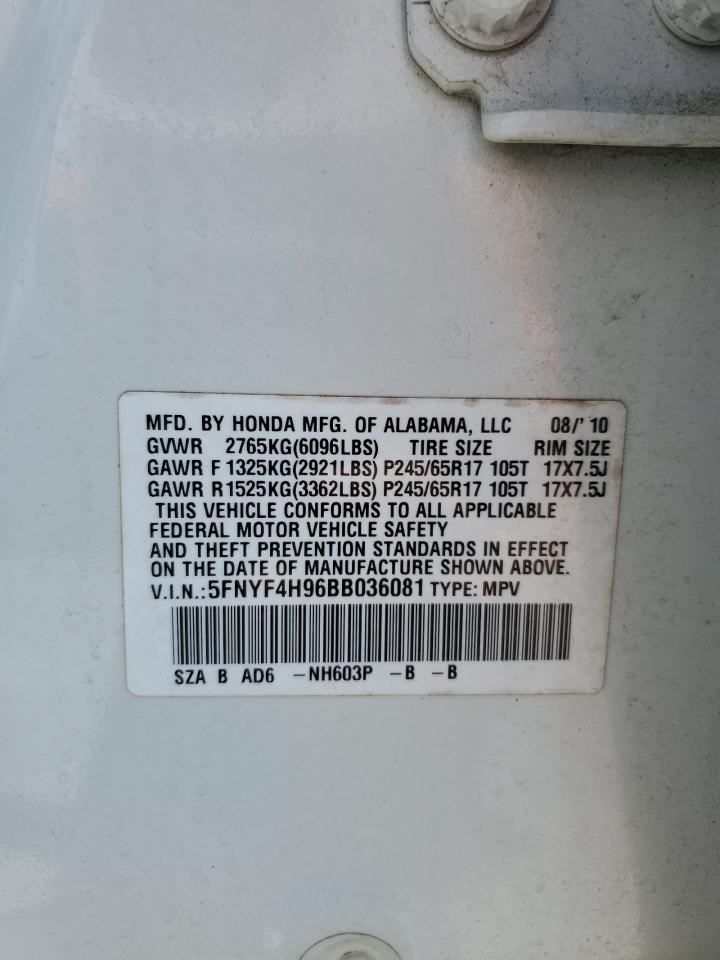 MFD. BY HONDA MFG. OF ALABAMA, LLC 08/'10
GVWR 2765KG(6096LBS) TIRE SIZE RIM SIZE
GAWR F 1325KG(2921LBS) P245/65R17 105T 17X7.5J
GAWR R 1525KG(3362LBS) P245/65R17 105T 17X7.5J
THIS VEHICLE CONFORMS TO ALL APPLICABLE
FEDERAL MOTOR VEHICLE SAFETY
AND THEFT PREVENTION STANDARDS IN EFFECT
ON THE DATE OF MANUFACTURE SHOWN ABOVE.
V.I.N.: 5FNYF4H96BB036081 TYPE: MPV
SZA B AD6 -NH603P -B -B